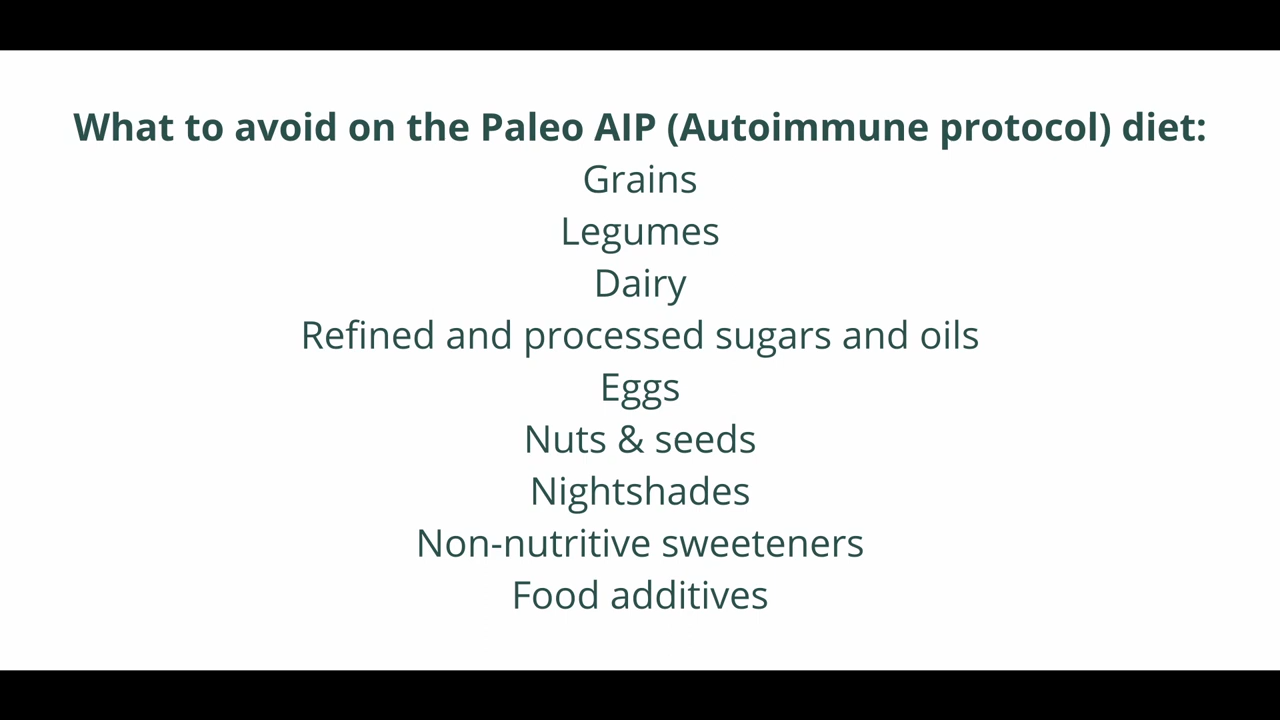 What to avoid on the Paleo AIP (Autoimmune protocol) diet:
Grains
Legumes
Dairy
Refined and processed sugars and oils
Eggs
Nuts & seeds
Nightshades
Non-nutritive sweeteners
Food additives